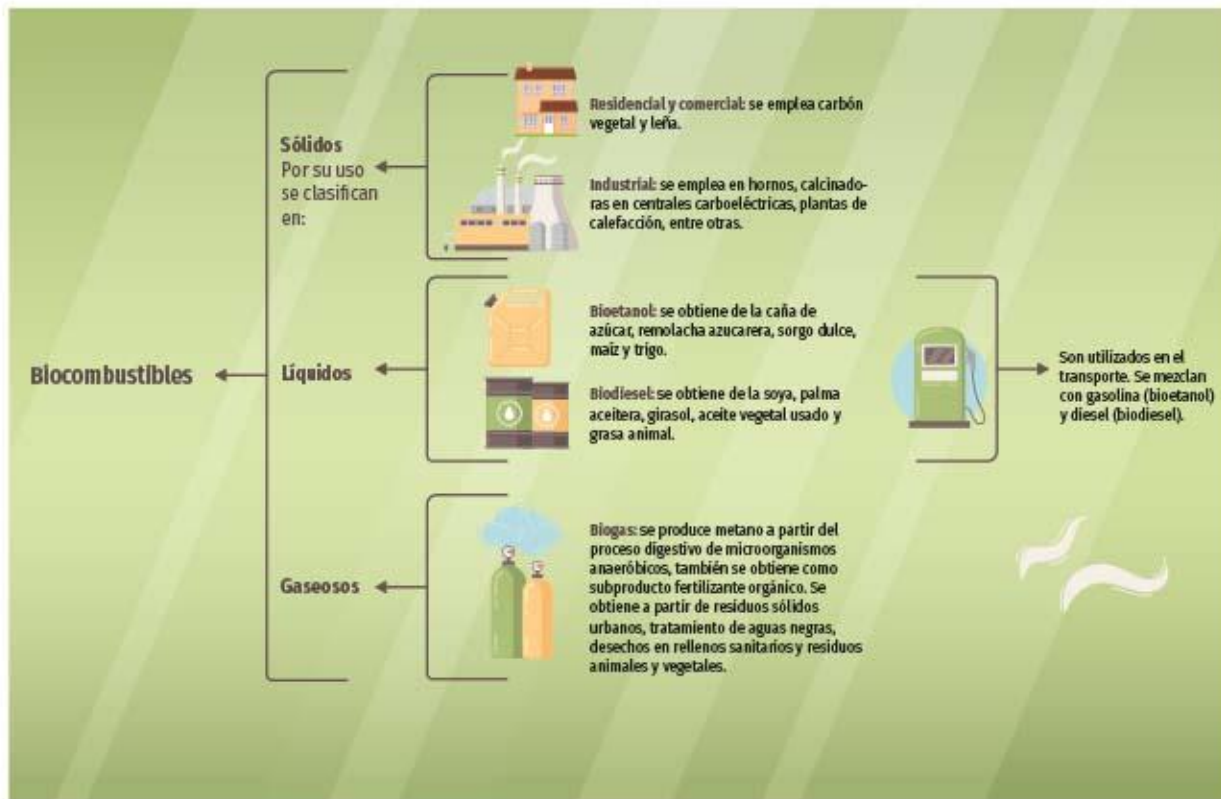 Biocombustibles
Sólidos
Por su uso
se clasifican
en:
Residencial y comercial: se emplea carbón
vegetal y leña.
Industrial: se emplea en hornos, calcinado-
ras en centrales carboeléctricas, plantas de
calefacción, entre otras.
Líquidos
Bioetanol: se obtiene de la caña de
azúcar, remolacha azucarera, sorgo dulce,
maíz y trigo.
Biodiesel: se obtiene de la soya, palma
aceitera, girasol, aceite vegetal usado y
grasa animal.
Son utilizados en el
transporte. Se mezclan
con gasolina (bioetanol)
y diesel (biodiesel).
Gaseosos
Biogas: se produce metano a partir del
proceso digestivo de microorganismos
anaeróbicos, también se obtiene como
subproducto fertilizante orgánico. Se
obtiene a partir de residuos sólidos
urbanos, tratamiento de aguas negras,
desechos en rellenos sanitarios y residuos
animales y vegetales.